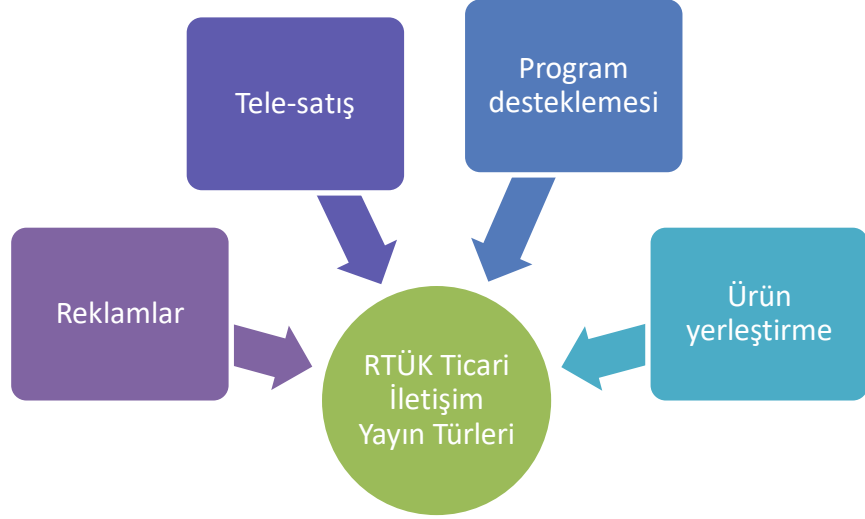 Tele-satış
Program
desteklemesi
Reklamlar
Ürün
yerleştirme
RTÜK Ticari
İletişim
Yayın Türleri